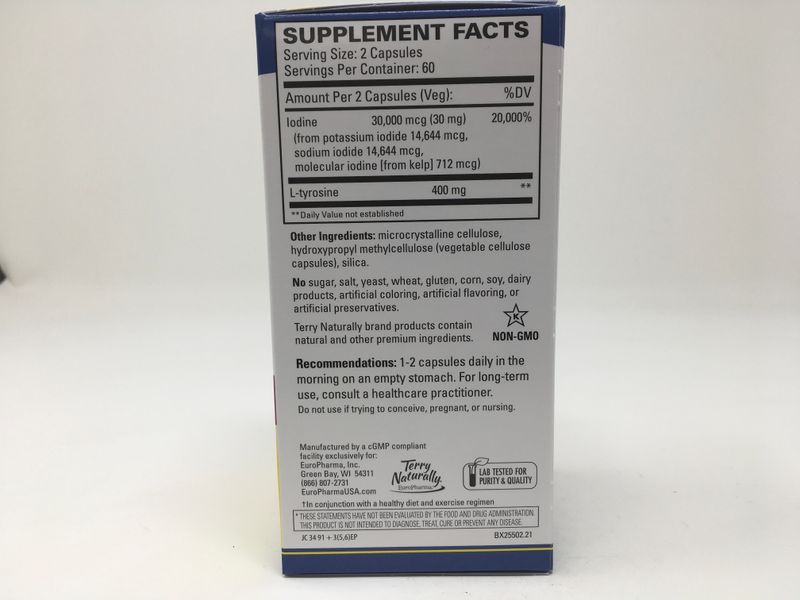 SUPPLEMENT FACTS
Serving Size: 2 Capsules
Servings Per Container: 60
Amount Per 2 Capsules (Veg): %DV
Iodine 30,000 mcg (30 mg) 20,000%
(from potassium iodide 14,644 mcg,
sodium iodide 14,644 mcg,
molecular iodine [from kelp] 712 mcg)
L-tyrosine 400 mg **
**Daily Value not established
Other Ingredients: microcrystalline cellulose,
hydroxypropyl methylcellulose (vegetable cellulose
capsules), silica.
No sugar, salt, yeast, wheat, gluten, corn, soy, dairy
products, artificial coloring, artificial flavoring, or
artificial preservatives.
Terry Naturally brand products contain
natural and other premium ingredients.
K
NON-GMO
Recommendations: 1-2 capsules daily in the
morning on an empty stomach. For long-term
use, consult a healthcare practitioner.
Do not use if trying to conceive, pregnant, or nursing.
Manufactured by a cGMP compliant
facility exclusively for:
EuroPharma, Inc.
Green Bay, WI 54311
(866) 807-2731
EuroPharmaUSA.com
Terry
Naturally
EuroPharma
LAB TESTED FOR
PURITY & QUALITY
†In conjunction with a healthy diet and exercise regimen
*THESE STATEMENTS HAVE NOT BEEN EVALUATED BY THE FOOD AND DRUG ADMINISTRATION.
THIS PRODUCT IS NOT INTENDED TO DIAGNOSE, TREAT, CURE OR PREVENT ANY DISEASE.
JC 34 91 + 3(5,6)EP BX25502.21